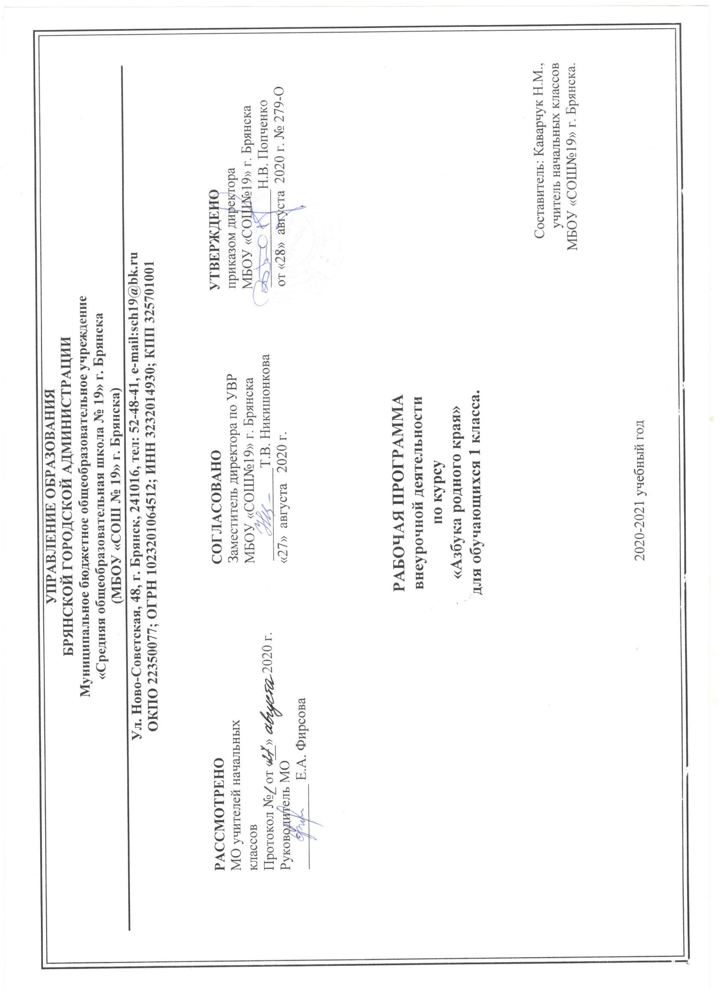 УПРАВЛЕНИЕ ОБРАЗОВАНИЯ
БРЯНСКОЙ ГОРОДСКОЙ АДМИНИСТРАЦИИ
Муниципальное бюджетное общеобразовательное учреждение
«Средняя общеобразовательная школа № 19» г. Брянска
(МБОУ «СОШ № 19» г. Брянска)
Ул. Ново-Советская, 48, г. Брянск, 241016, тел: 52-48-41, e-mail:sch19@bk.ru
ОКПО 22350077; ОГРН 1023201064512; ИНН 3232014930; КПП 325701001
РАССМОТРЕНО
МО учителей начальных
классов
Протокол №1 от «27» августа 2020 г.
Руководитель МО
Е.А. Фирсова
СОГЛАСОВАНО
Заместитель директора по УВР
МБОУ «СОШ№19» г. Брянска
Т.В. Никишонкова
«27» августа 2020 г.
УТВЕРЖДЕНО
приказом директора
МБОУ «СОШ№19» г. Брянска
Н.В. Попченко
от «28» августа 2020 г. № 279-О
РАБОЧАЯ ПРОГРАММА
внеурочной деятельности
по курсу
«Азбука родного края»
для обучающихся 1 класса.
Составитель: Каварчук Н.М.,
учитель начальных классов
МБОУ «СОШ№19» г. Брянска.
2020-2021 учебный год